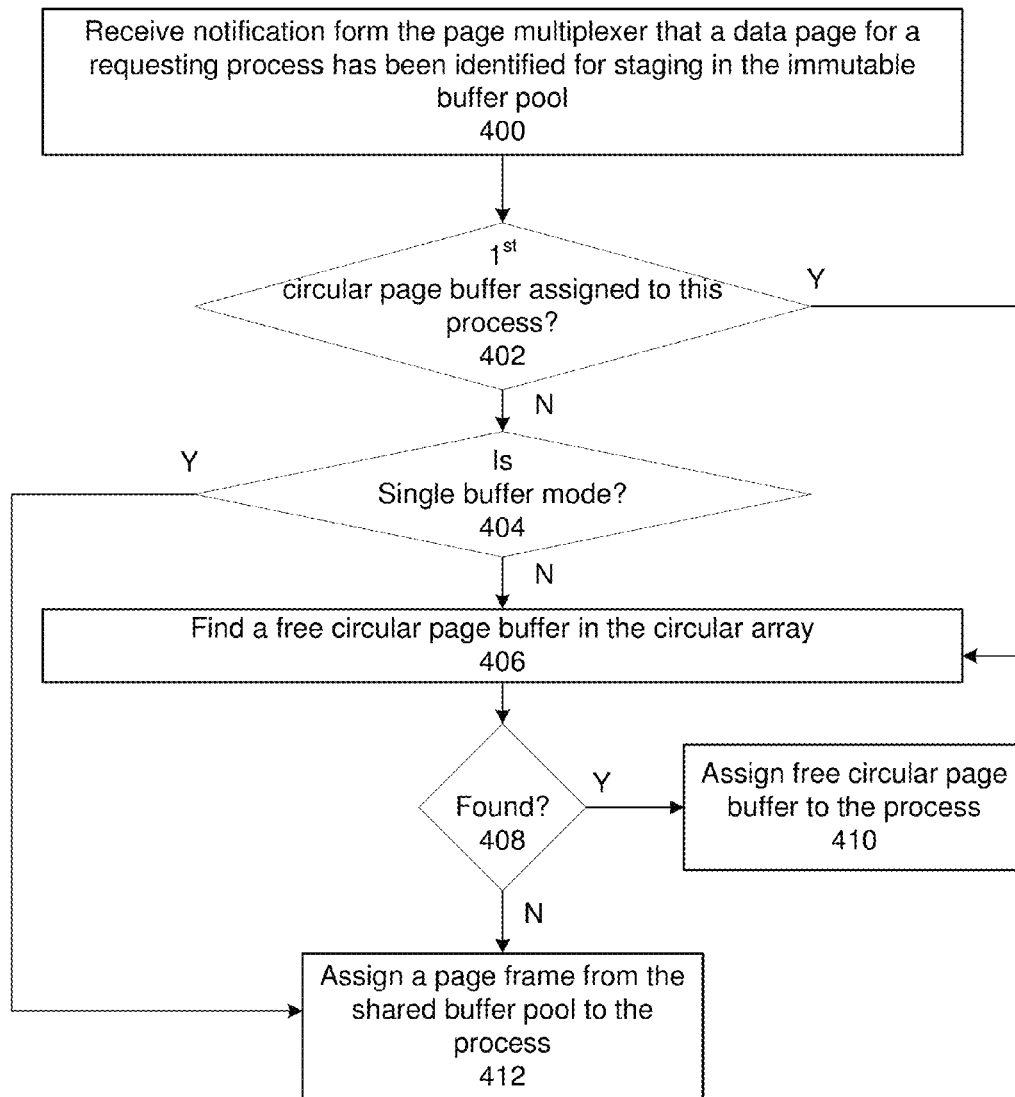 Receive notification form the page multiplexer that a data page for a
requesting process has been identified for staging in the immutable
buffer pool
400
1st
circular page buffer assigned to this
process?
402
Y
N
Y
Is
Single buffer mode?
404
N
Find a free circular page buffer in the circular array
406
Found?
408
Y
Assign free circular page
buffer to the process
410
N
Assign a page frame from the
shared buffer pool to the
process
412